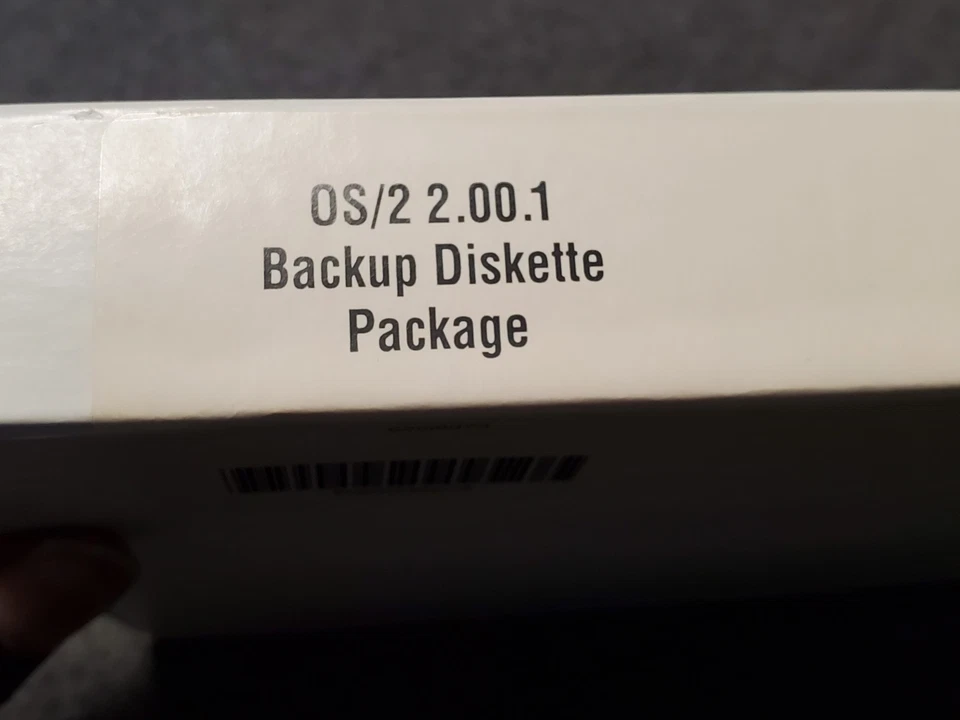 OS/2 2.00.1
Backup Diskette
Package